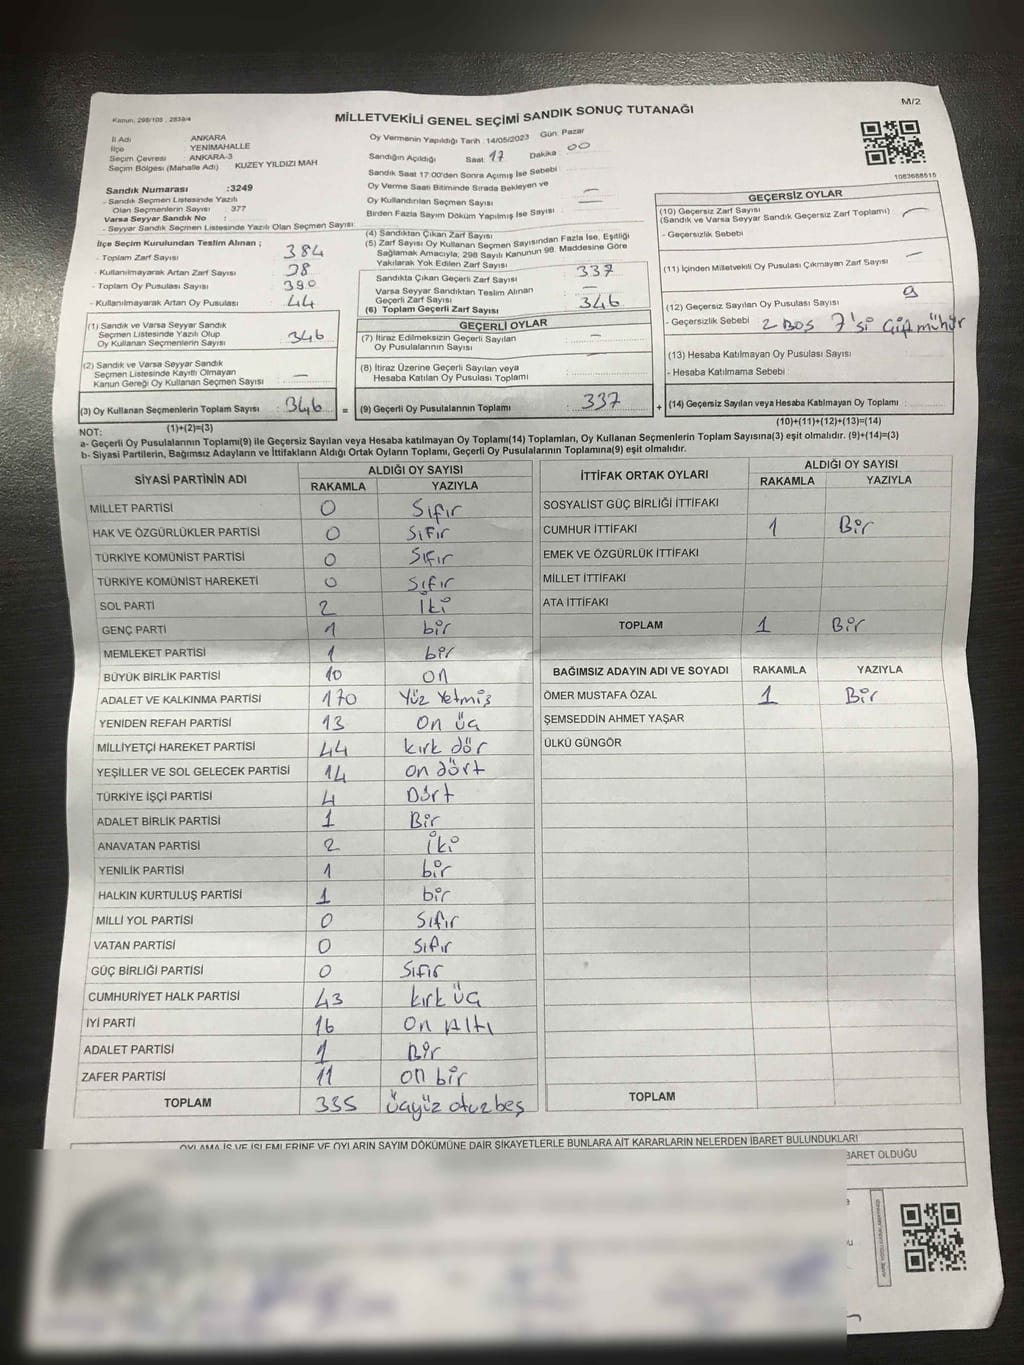 M/2
Kanun: 298/105 , 2839/4
MİLLETVEKİLİ GENEL SEÇİMİ SANDIK SONUÇ TUTANAĞI
İl Adı : ANKARA
İlçe : YENİMAHALLE
Seçim Çevresi : ANKARA-3
Seçim Bölgesi (Mahalle Adı) KUZEY YILDIZI MAH
Oy Vermenin Yapıldığı Tarih :14/05/2023 Gün: Pazar
Sandığın Açıldığı Saat: 17 Dakika : 00
Sandık Saat 17:00'den Sonra Açımış İse Sebebi :
Oy Verme Saati Bitiminde Sırada Bekleyen ve
Oy Kullandırılan Seçmen Sayısı : —
Birden Fazla Sayım Döküm Yapılmış İse Sayısı : —
1083688515
Sandık Numarası :3249
- Sandık Seçmen Listesinde Yazılı
Olan Seçmenlerin Sayısı : 377
Varsa Seyyar Sandık No :
- Seyyar Sandık Seçmen Listesinde Yazılı Olan Seçmen Sayısı:
İlçe Seçim Kurulundan Teslim Alınan ;
- Toplam Zarf Sayısı : 384
- Kullanılmayarak Artan Zarf Sayısı : 38
- Toplam Oy Pusulası Sayısı : 390
- Kullanılmayarak Artan Oy Pusulası : 44
(1) Sandık ve Varsa Seyyar Sandık
Seçmen Listesinde Yazılı Olup
Oy Kullanan Seçmenlerin Sayısı : 346
(2) Sandık ve Varsa Seyyar Sandık
Seçmen Listesinde Kayıtlı Olmayan
Kanun Gereği Oy Kullanan Seçmen Sayısı : —
(3) Oy Kullanan Seçmenlerin Toplam Sayısı : 346 =
(4) Sandıktan Çıkan Zarf Sayısı
(5) Zarf Sayısı Oy Kullanan Seçmen Sayısından Fazla İse, Eşitliği
Sağlamak Amacıyla; 298 Sayılı Kanunun 98. Maddesine Göre
Yakılarak Yok Edilen Zarf Sayısı
Sandıkta Çıkan Geçerli Zarf Sayısı : 337
Varsa Seyyar Sandıktan Teslim Alınan
Geçerli Zarf Sayısı : —
(6) Toplam Geçerli Zarf Sayısı : 346
GEÇERLİ OYLAR
(7) İtiraz Edilmeksizin Geçerli Sayılan
Oy Pusulalarının Sayısı : —
(8) İtiraz Üzerine Geçerli Sayılan veya
Hesaba Katılan Oy Pusulası Toplamı :
(9) Geçerli Oy Pusulalarının Toplamı : 337 +
GEÇERSİZ OYLAR
(10) Geçersiz Zarf Sayısı
(Sandık ve Varsa Seyyar Sandık Geçersiz Zarf Toplamı) : —
- Geçersizlik Sebebi
(11) İçinden Milletvekili Oy Pusulası Çıkmayan Zarf Sayısı : —
(12) Geçersiz Sayılan Oy Pusulası Sayısı : 9
- Geçersizlik Sebebi : 2 Boş 7'si Çift mühür
(13) Hesaba Katılmayan Oy Pusulası Sayısı :
- Hesaba Katılmama Sebebi :
(14) Geçersiz Sayılan veya Hesaba Katılmayan Oy Toplamı :
(10)+(11)+(12)+(13)=(14)
NOT: (1)+(2)=(3)
a- Geçerli Oy Pusulalarının Toplamı(9) ile Geçersiz Sayılan veya Hesaba katılmayan Oy Toplamı(14) Toplamları, Oy Kullanan Seçmenlerin Toplam Sayısına(3) eşit olmalıdır. (9)+(14)=(3)
b- Siyasi Partilerin, Bağımsız Adayların ve İttifakların Aldığı Ortak Oyların Toplamı, Geçerli Oy Pusulalarının Toplamına(9) eşit olmalıdır.
SİYASİ PARTİNİN ADI ALDIĞI OY SAYISI
RAKAMLA YAZIYLA
MİLLET PARTİSİ 0 Sıfır
HAK VE ÖZGÜRLÜKLER PARTİSİ 0 Sıfır
TÜRKİYE KOMÜNİST PARTİSİ 0 Sıfır
TÜRKİYE KOMÜNİST HAREKETİ 0 Sıfır
SOL PARTİ 2 İki
GENÇ PARTİ 1 bir
MEMLEKET PARTİSİ 1 bir
BÜYÜK BİRLİK PARTİSİ 10 on
ADALET VE KALKINMA PARTİSİ 170 Yüz Yetmiş
YENİDEN REFAH PARTİSİ 13 on üç
MİLLİYETÇİ HAREKET PARTİSİ 44 kırk dör
YEŞİLLER VE SOL GELECEK PARTİSİ 14 on dört
TÜRKİYE İŞÇİ PARTİSİ 4 Dört
ADALET BİRLİK PARTİSİ 1 Bir
ANAVATAN PARTİSİ 2 iki
YENİLİK PARTİSİ 1 bir
HALKIN KURTULUŞ PARTİSİ 1 bir
MİLLİ YOL PARTİSİ 0 Sıfır
VATAN PARTİSİ 0 Sıfır
GÜÇ BİRLİĞİ PARTİSİ 0 Sıfır
CUMHURİYET HALK PARTİSİ 43 kırk üç
İYİ PARTİ 16 on Altı
ADALET PARTİSİ 1 Bir
ZAFER PARTİSİ 11 on bir
TOPLAM 335 üçyüz otuz beş
İTTİFAK ORTAK OYLARI ALDIĞI OY SAYISI
RAKAMLA YAZIYLA
SOSYALİST GÜÇ BİRLİĞİ İTTİFAKI
CUMHUR İTTİFAKI 1 Bir
EMEK VE ÖZGÜRLÜK İTTİFAKI
MİLLET İTTİFAKI
ATA İTTİFAKI
TOPLAM 1 Bir
BAĞIMSIZ ADAYIN ADI VE SOYADI RAKAMLA YAZIYLA
ÖMER MUSTAFA ÖZAL 1 Bir
ŞEMSEDDİN AHMET YAŞAR
ÜLKÜ GÜNGÖR
TOPLAM
OYLAMA İŞ VE İŞLEMLERİNE VE OYLARIN SAYIM DÖKÜMÜNE DAİR ŞİKAYETLERLE BUNLARA AİT KARARLARIN NELERDEN İBARET BULUNDUKLARI
BARET OLDUĞU